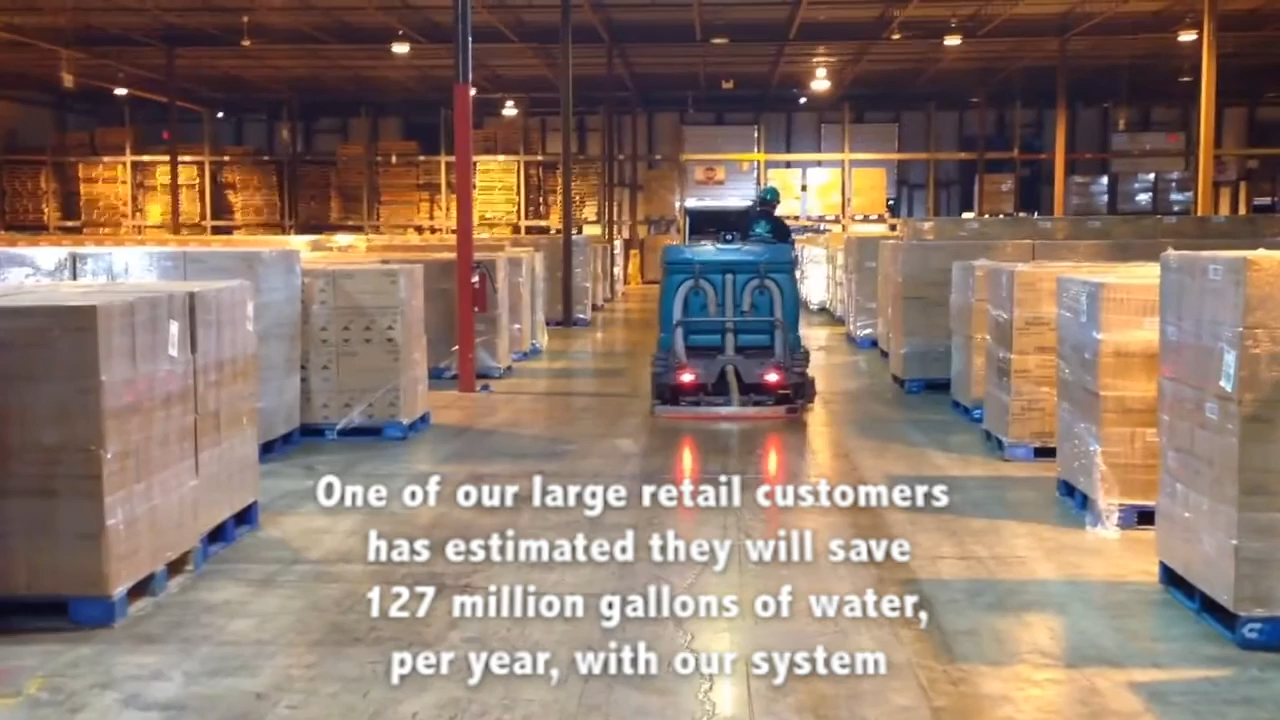 One of our large retail customers
has estimated they will save
127 million gallons of water,
per year, with our system